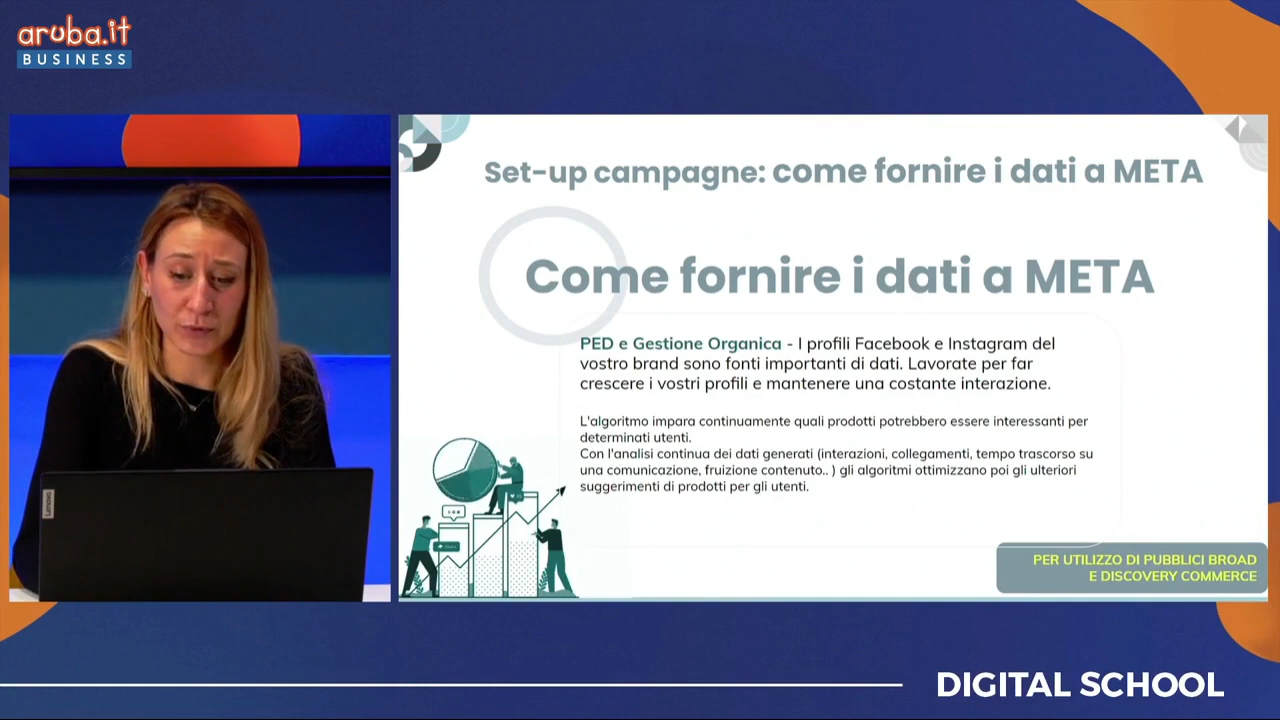 aruba.it
BUSINESS
Set-up campagne: come fornire i dati a META
Come fornire i dati a META
PED e Gestione Organica - I profili Facebook e Instagram del
vostro brand sono fonti importanti di dati. Lavorate per far
crescere i vostri profili e mantenere una costante interazione.
L'algoritmo impara continuamente quali prodotti potrebbero essere interessanti per
determinati utenti.
Con l'analisi continua dei dati generati (interazioni, collegamenti, tempo trascorso su
una comunicazione, fruizione contenuto.. ) gli algoritmi ottimizzano poi gli ulteriori
suggerimenti di prodotti per gli utenti.
PER UTILIZZO DI PUBBLICI BROAD
E DISCOVERY COMMERCE
Lenovo
DIGITAL SCHOOL